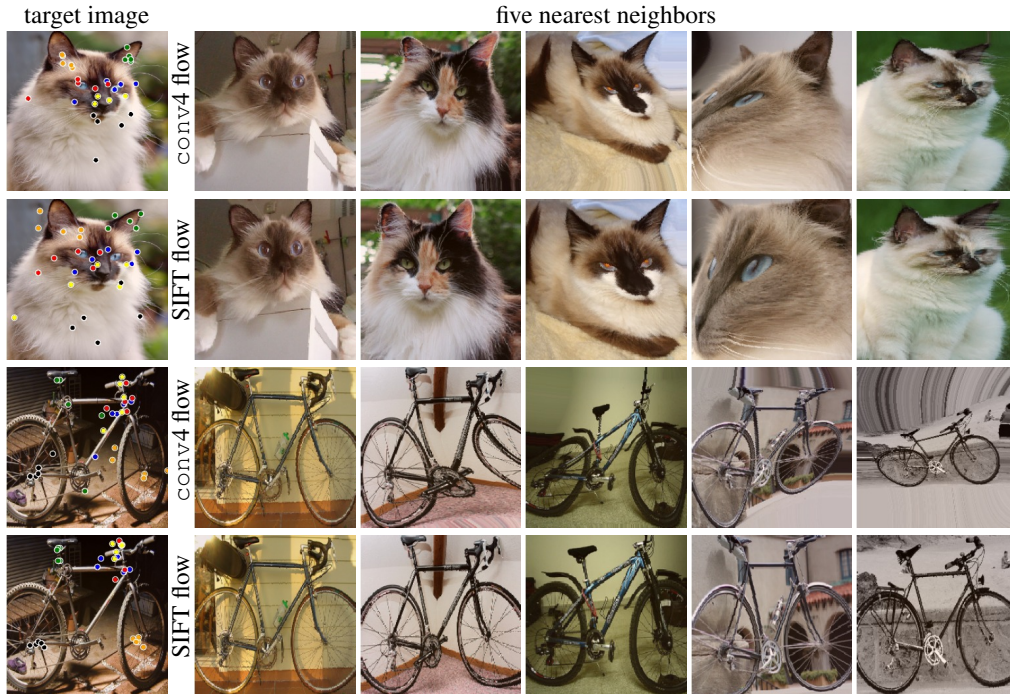 target image
five nearest neighbors
conv4 flow
SIFT flow
conv4 flow
SIFT flow